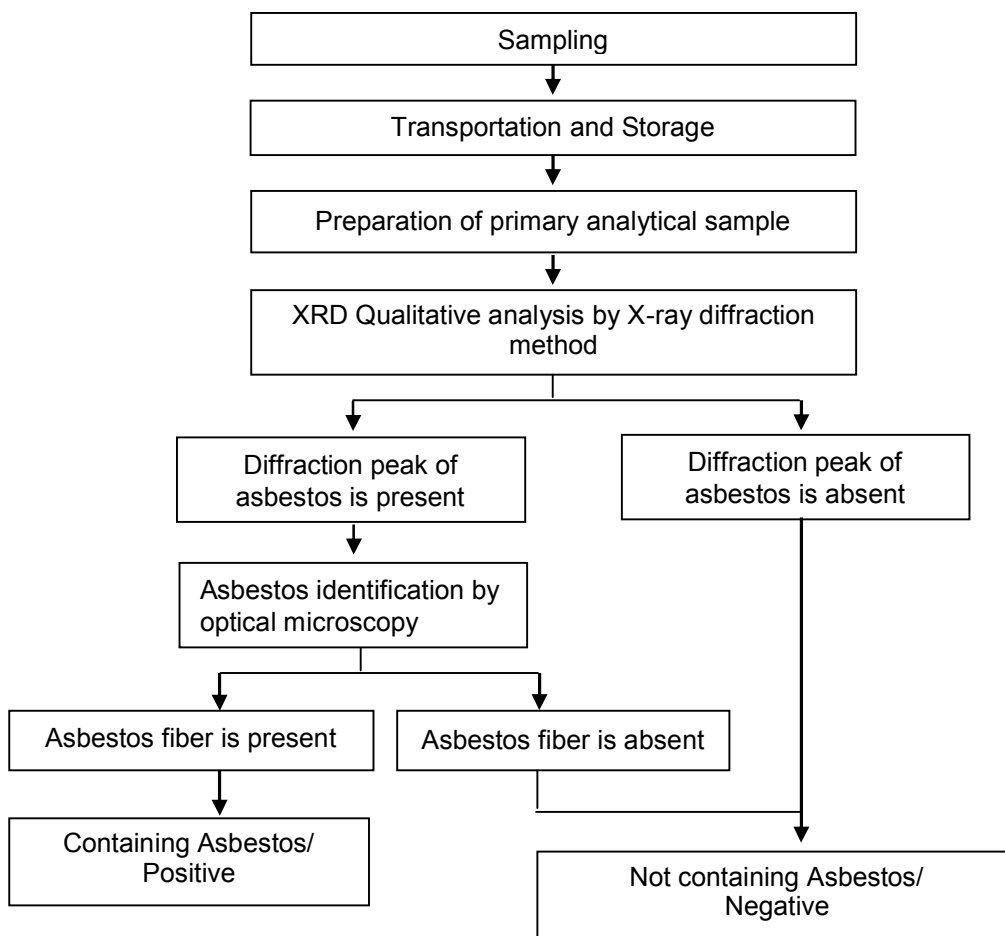 Sampling
Transportation and Storage
Preparation of primary analytical sample
XRD Qualitative analysis by X-ray diffraction
method
Diffraction peak of
asbestos is present
Diffraction peak of
asbestos is absent
Asbestos identification by
optical microscopy
Asbestos fiber is present
Asbestos fiber is absent
Containing Asbestos/
Positive
Not containing Asbestos/
Negative